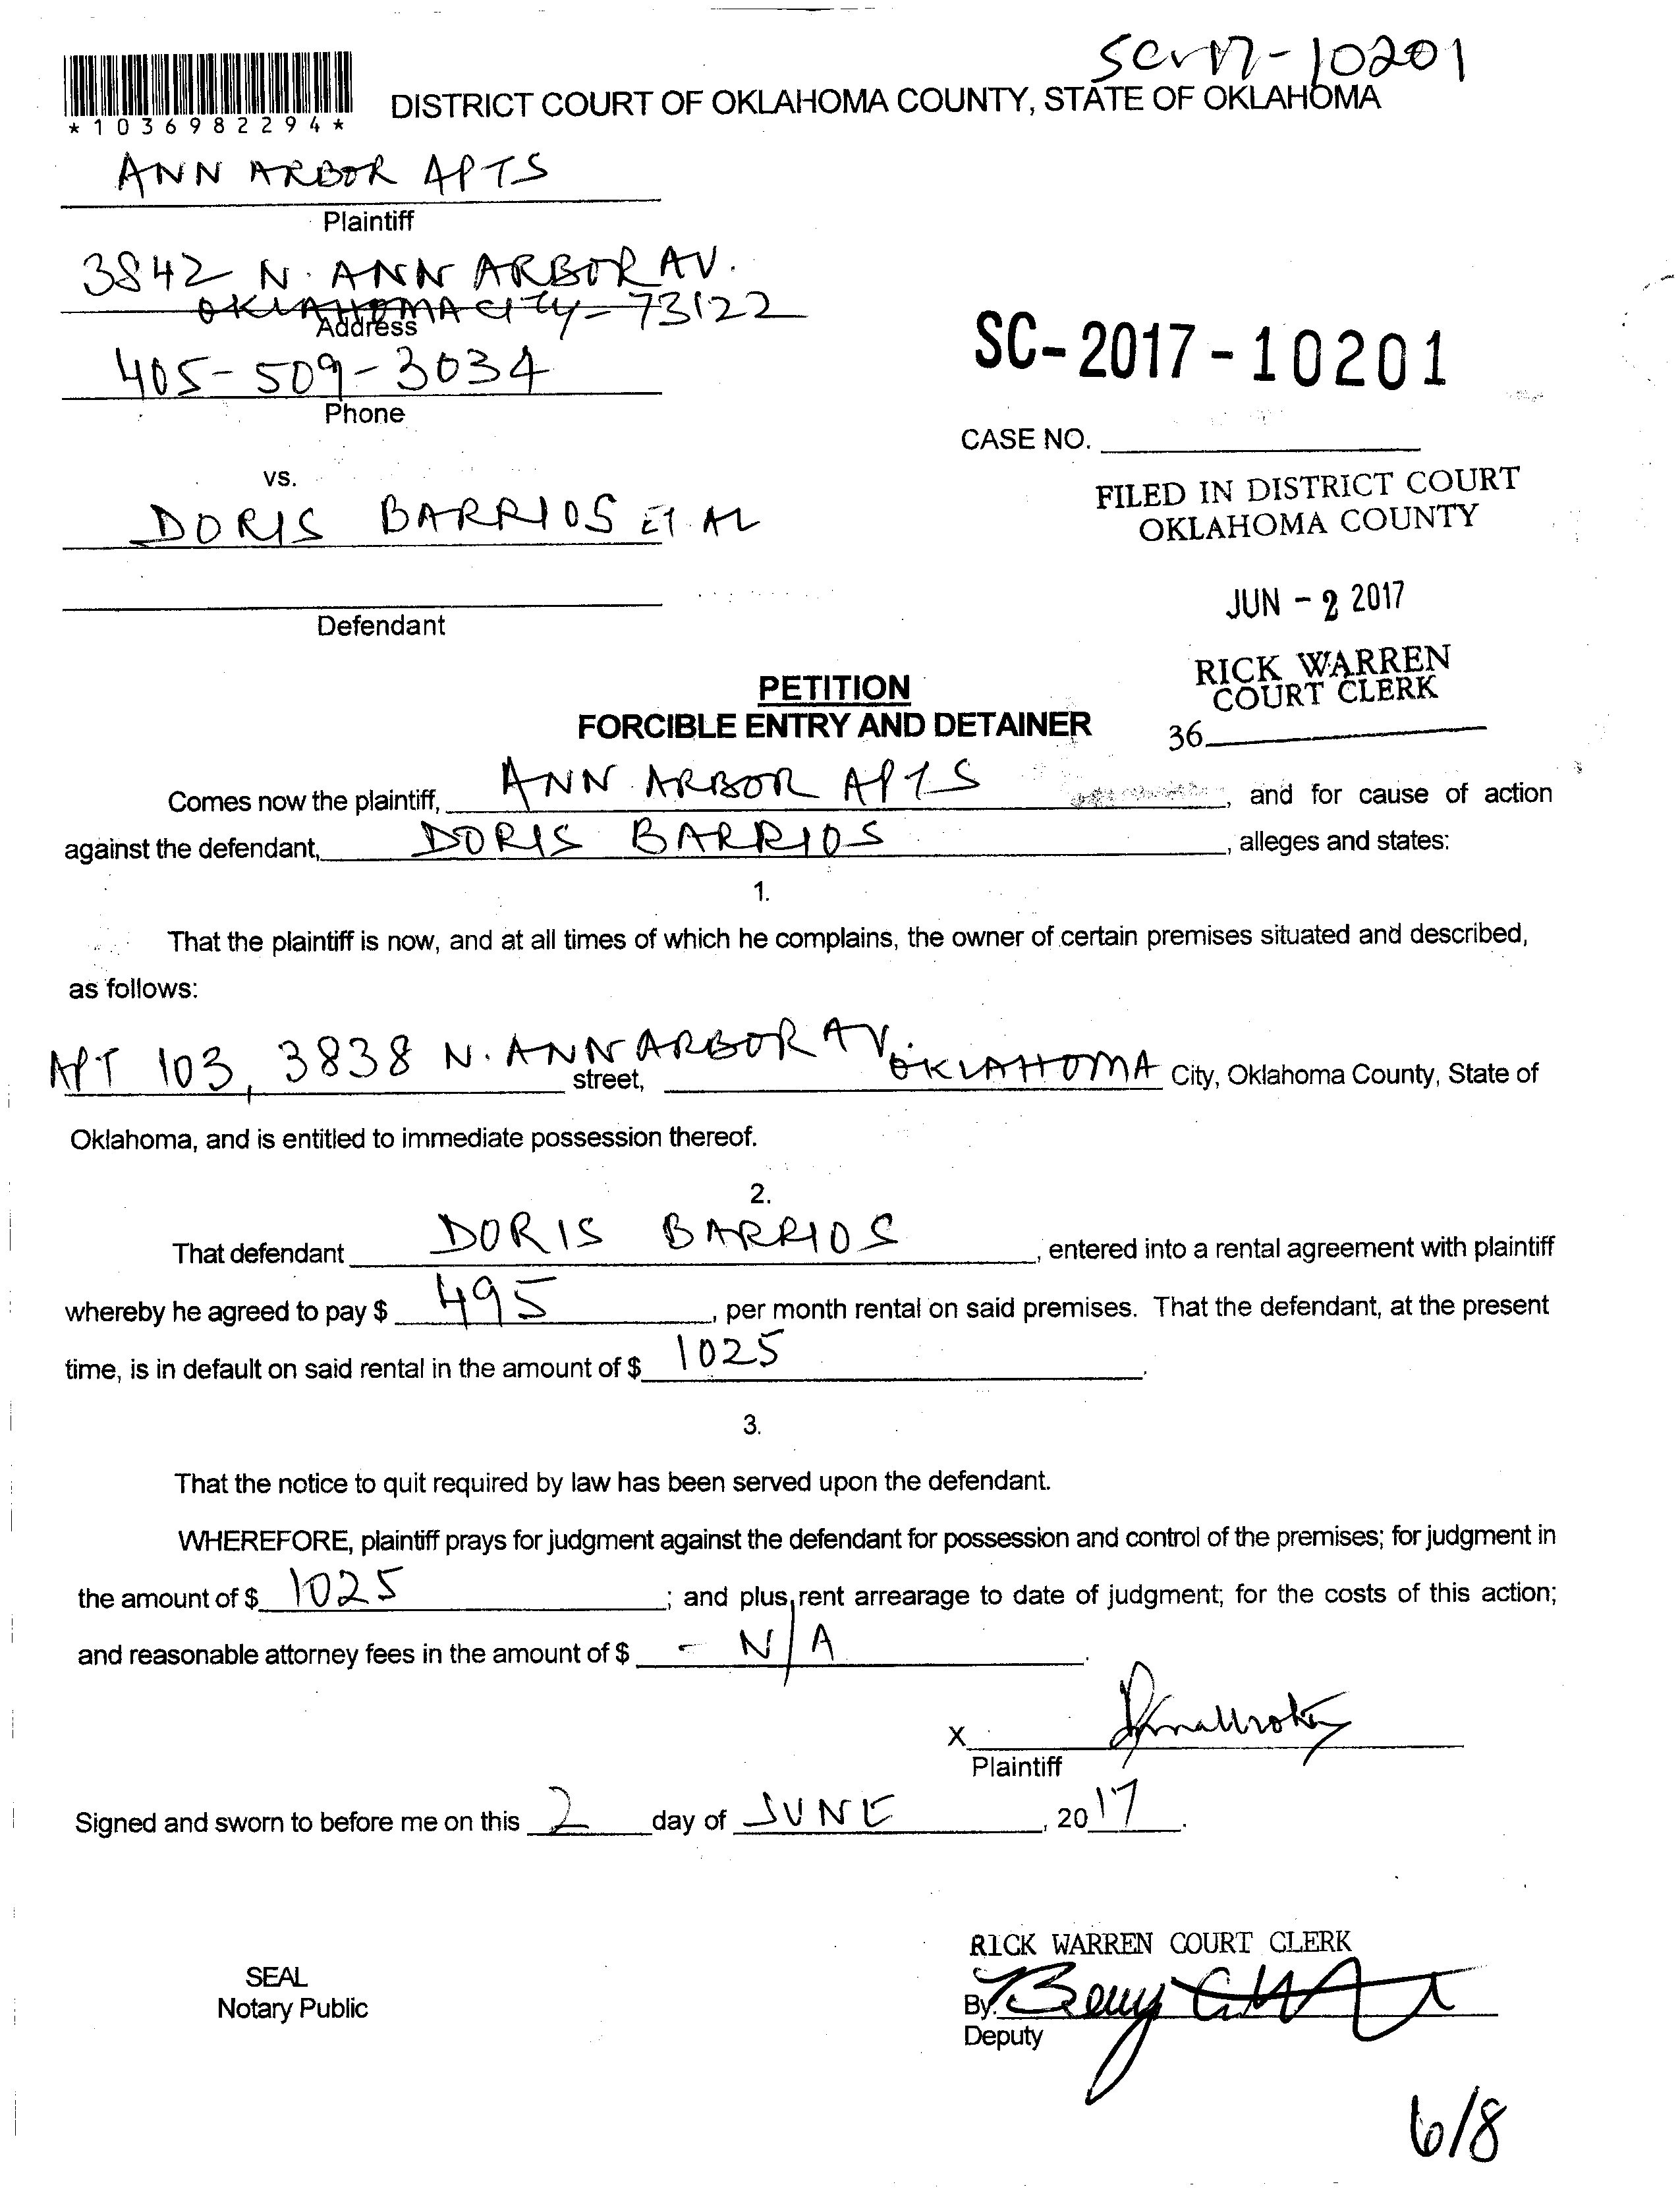 SC-17-10201
*1036982294*
DISTRICT COURT OF OKLAHOMA COUNTY, STATE OF OKLAHOMA
ANN ARBOR APTS
Plaintiff
3842 N. ANN ARBOR AV.
OKLAHOMA CITY - 73122
Address
405-509-3034
Phone
SC-2017-10201
CASE NO.
vs.
DORIS BARRIOS ET AL
Defendant
FILED IN DISTRICT COURT
OKLAHOMA COUNTY
JUN - 2 2017
RICK WARREN
COURT CLERK
36
PETITION
FORCIBLE ENTRY AND DETAINER
Comes now the plaintiff, ANN ARBOR APTS, and for cause of action
against the defendant, DORIS BARRIOS, alleges and states:
1.
That the plaintiff is now, and at all times of which he complains, the owner of certain premises situated and described,
as follows:
APT 103, 3838 N. ANN ARBOR AV. street, OKLAHOMA City, Oklahoma County, State of
Oklahoma, and is entitled to immediate possession thereof.
2.
That defendant DORIS BARRIOS, entered into a rental agreement with plaintiff
whereby he agreed to pay $ 495, per month rental on said premises. That the defendant, at the present
time, is in default on said rental in the amount of $ 1025.
3.
That the notice to quit required by law has been served upon the defendant.
WHEREFORE, plaintiff prays for judgment against the defendant for possession and control of the premises; for judgment in
the amount of $ 1025; and plus rent arrearage to date of judgment; for the costs of this action;
and reasonable attorney fees in the amount of $ - N/A.
X
Plaintiff
Signed and sworn to before me on this 2 day of JUNE, 2017.
RICK WARREN COURT CLERK
SEAL
Notary Public
By:
Deputy
6/8